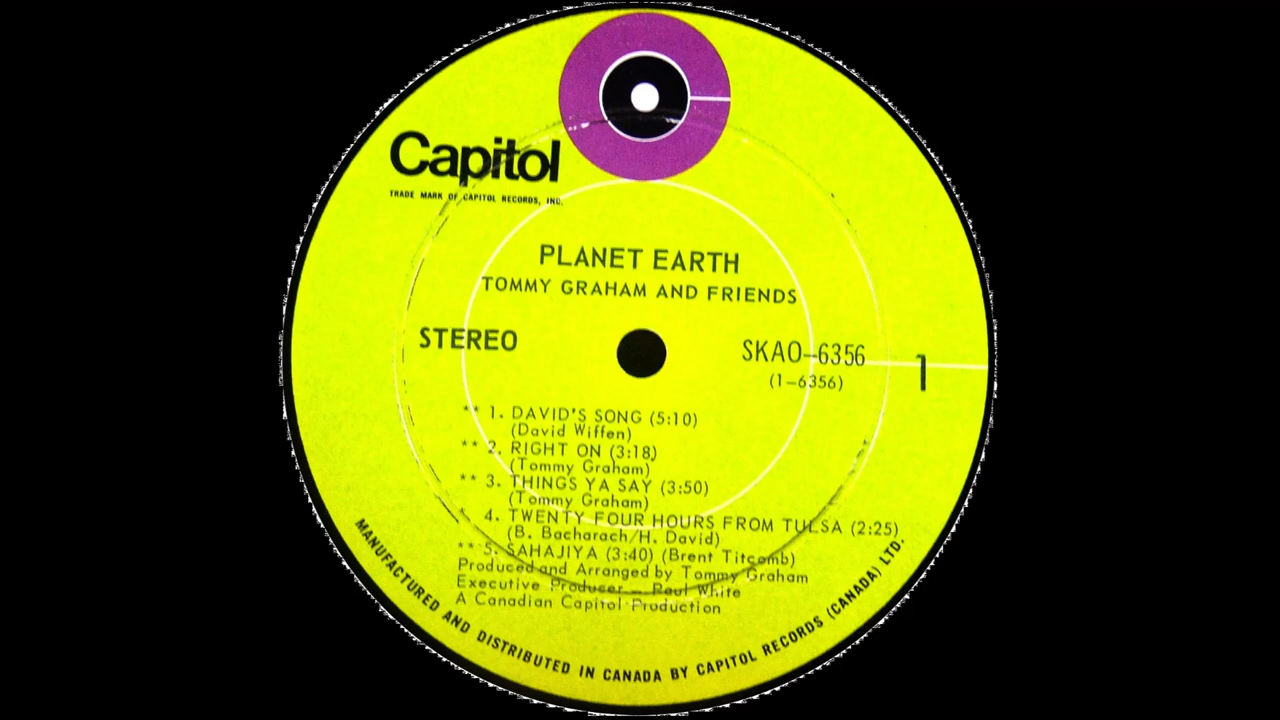 Capitol
TRADE MARK OF CAPITOL RECORDS, INC.
PLANET EARTH
TOMMY GRAHAM AND FRIENDS
STEREO
SKAO-6356
(1-6356)
1
** 1. DAVID'S SONG (5:10)
(David Wiffen)
** 2. RIGHT ON (3:18)
(Tommy Graham)
** 3. THINGS YA SAY (3:50)
(Tommy Graham)
* 4. TWENTY FOUR HOURS FROM TULSA (2:25)
(B. Bacharach/H. David)
** 5. SAHAJIYA (3:40) (Brent Titcomb)
Produced and Arranged by Tommy Graham
Executive Producer - Paul White
A Canadian Capitol Production
MANUFACTURED AND DISTRIBUTED IN CANADA BY CAPITOL RECORDS (CANADA) LTD.